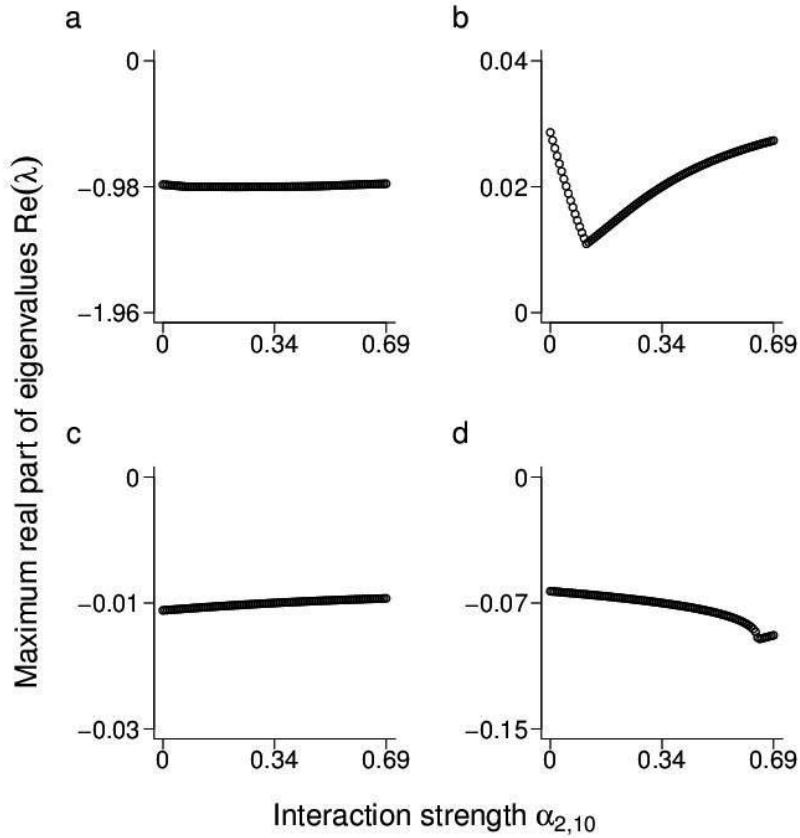 a
b
0
−0.98
−1.96
0 0.34 0.69
0.04
0.02
0
0 0.34 0.69
c
d
0
−0.01
−0.03
0 0.34 0.69
0
−0.07
−0.15
0 0.34 0.69
Maximum real part of eigenvalues Re(λ)
Interaction strength α2,10